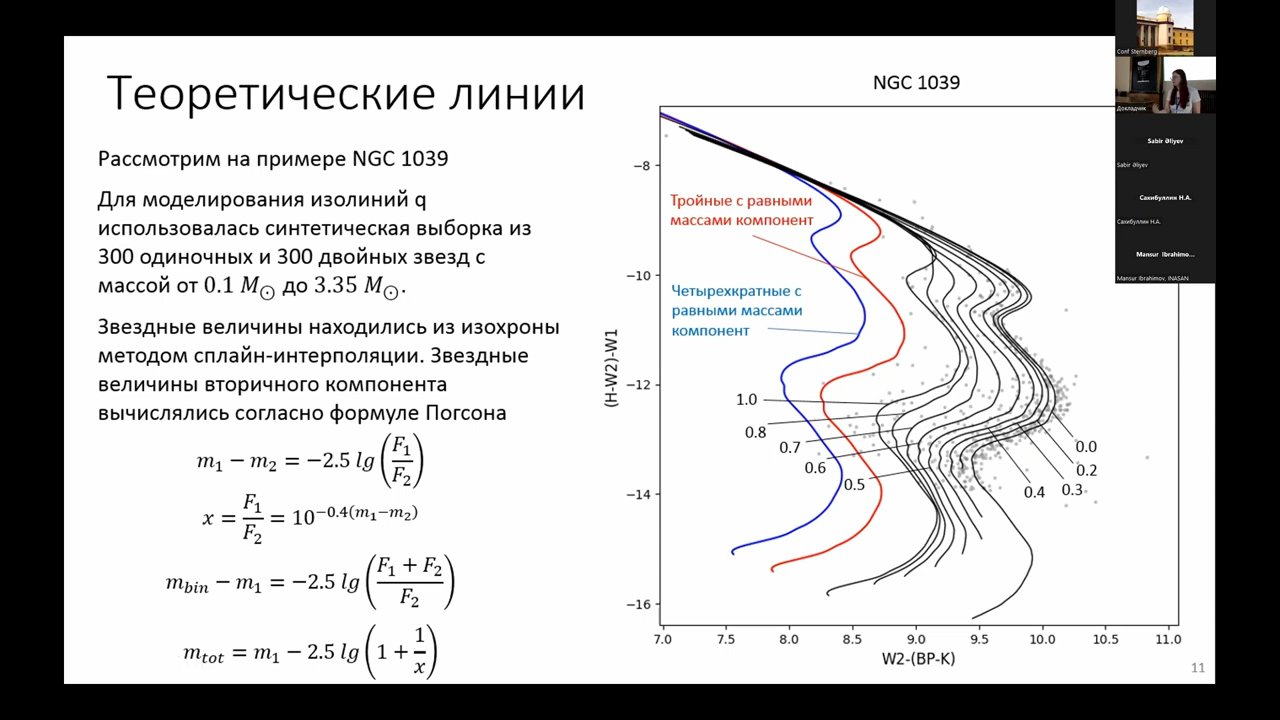 Теоретические линии
Рассмотрим на примере NGC 1039
Для моделирования изолиний q
использовалась синтетическая выборка из
300 одиночных и 300 двойных звезд с
массой от 0.1 M⊙ до 3.35 M⊙.
Звездные величины находились из изохроны
методом сплайн-интерполяции. Звездные
величины вторичного компонента
вычислялись согласно формуле Погсона
m₁ − m₂ = −2.5 lg (F₁/F₂)
x = F₁/F₂ = 10^(−0.4(m₁−m₂))
m_bin − m₁ = −2.5 lg ((F₁ + F₂)/F₂)
m_tot = m₁ − 2.5 lg (1 + 1/x)
NGC 1039
Тройные с равными
массами компонент
Четырехкратные с
равными массами
компонент
(H-W2)-W1
−8
−10
−12
−14
−16
1.0
0.8
0.7
0.6
0.5
0.4
0.3
0.2
0.0
7.0 7.5 8.0 8.5 9.0 9.5 10.0 10.5 11.0
W2-(BP-K)
11
Conf Sternberg
Докладчик
Sabir Əliyev
Sabir Əliyev
Сахибуллин Н.А.
Сахибуллин Н.А.
Mansur Ibrahimo...
Mansur Ibrahimov, INASAN